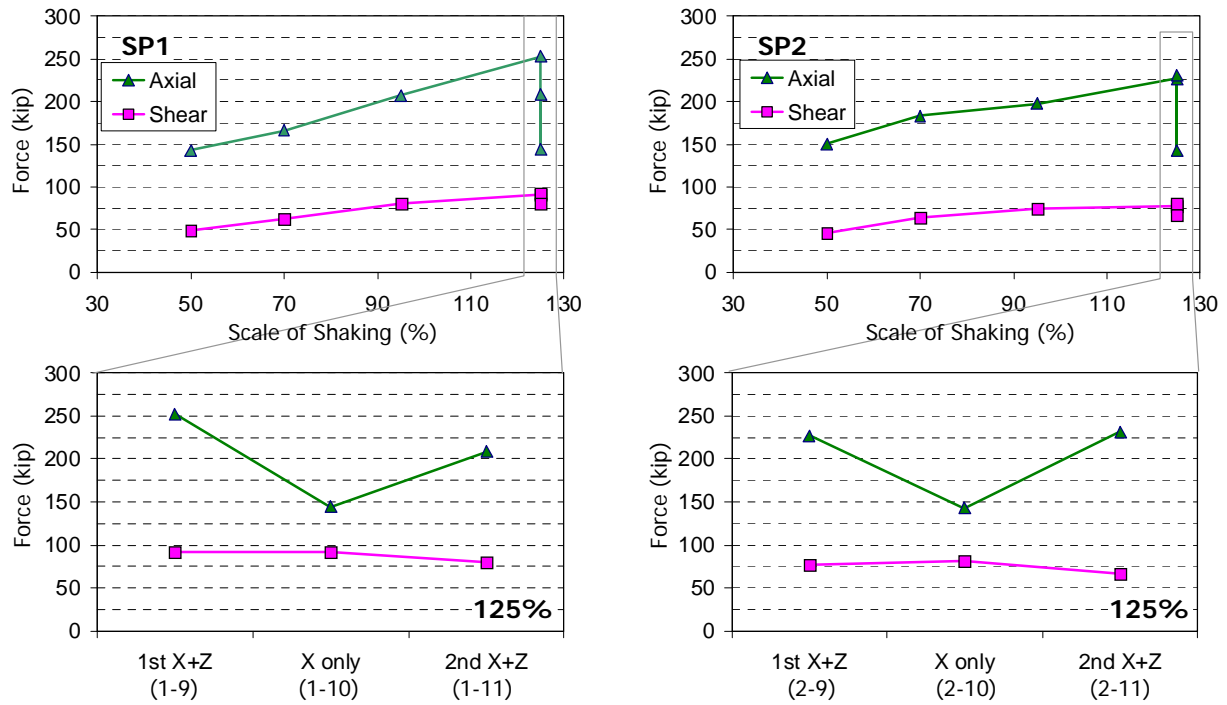 300
250
200
150
100
50
0
Force (kip)
SP1
Axial
Shear
30 50 70 90 110 130
Scale of Shaking (%)
300
250
200
150
100
50
0
Force (kip)
SP2
Axial
Shear
30 50 70 90 110 130
Scale of Shaking (%)
300
250
200
150
100
50
0
Force (kip)
125%
1st X+Z X only 2nd X+Z
(1-9) (1-10) (1-11)
300
250
200
150
100
50
0
Force (kip)
125%
1st X+Z X only 2nd X+Z
(2-9) (2-10) (2-11)